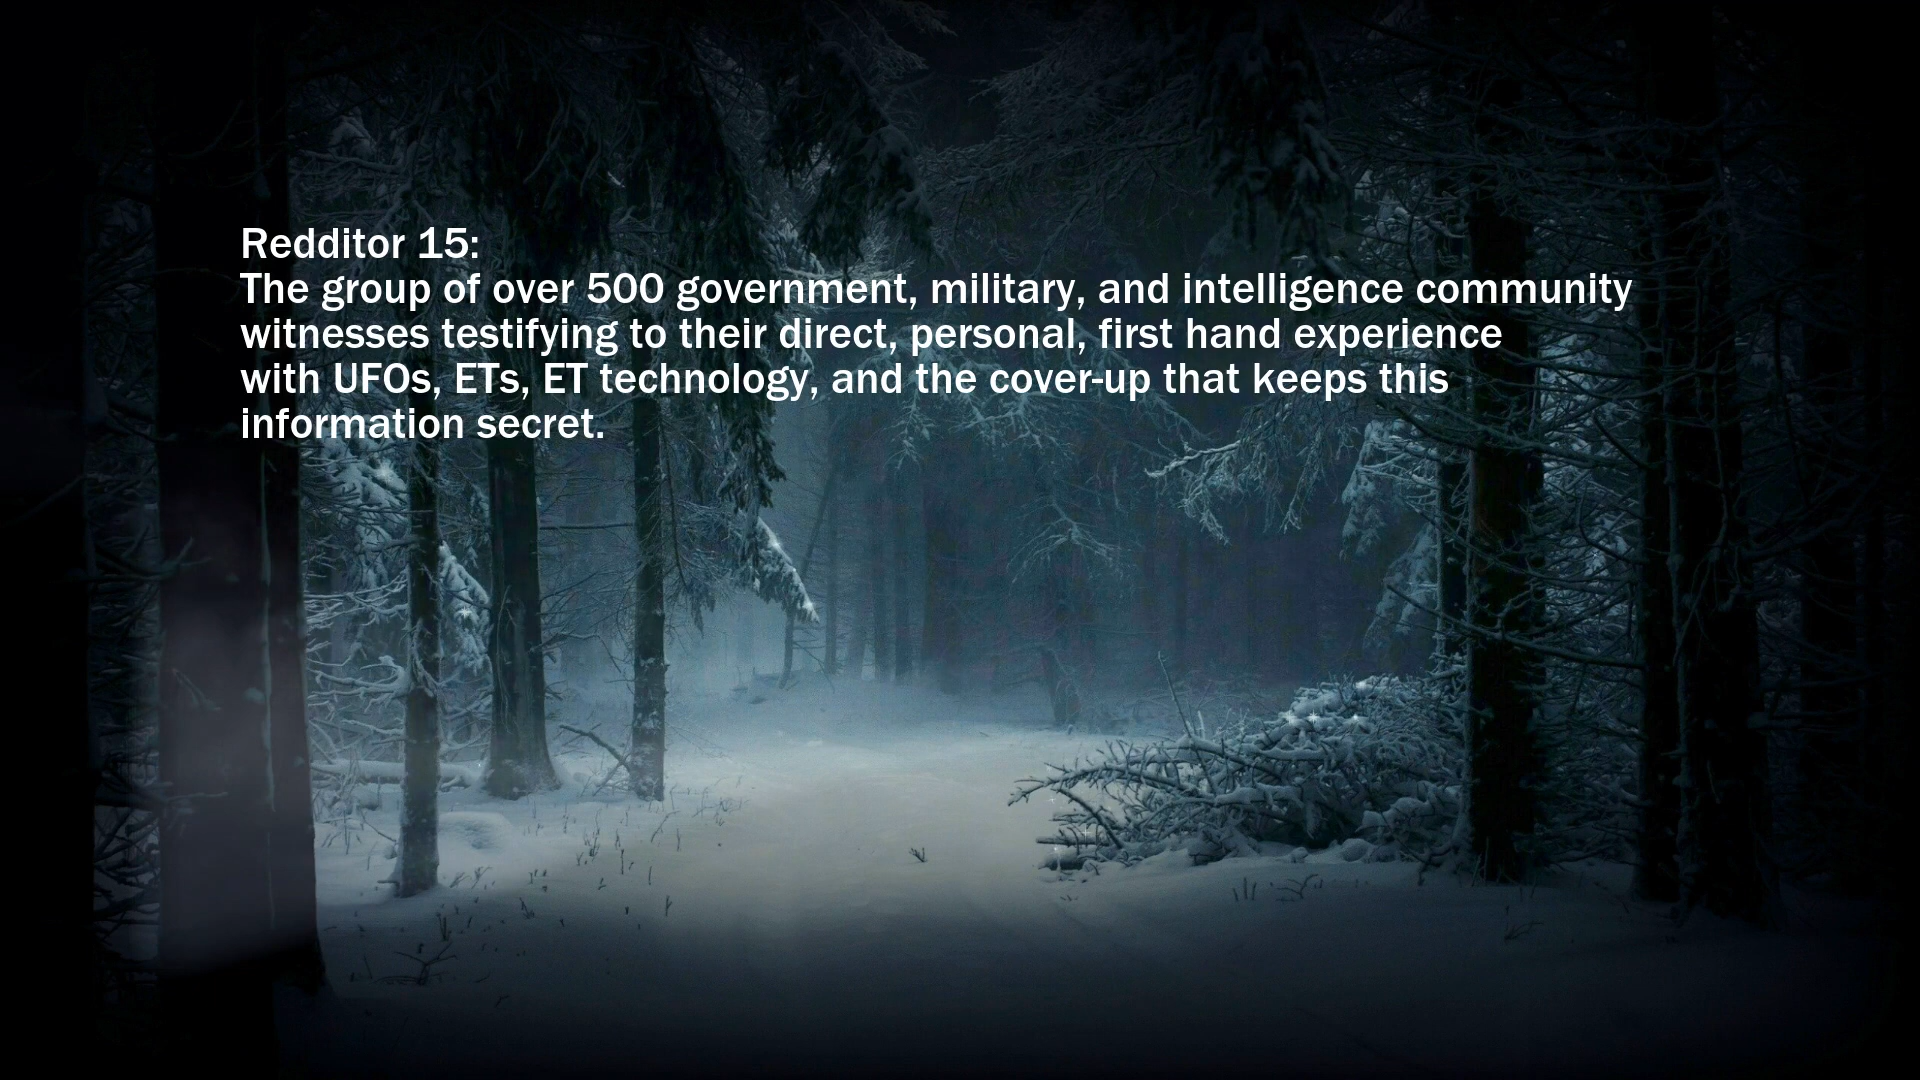 Redditor 15:
The group of over 500 government, military, and intelligence community
witnesses testifying to their direct, personal, first hand experience
with UFOs, ETs, ET technology, and the cover-up that keeps this
information secret.